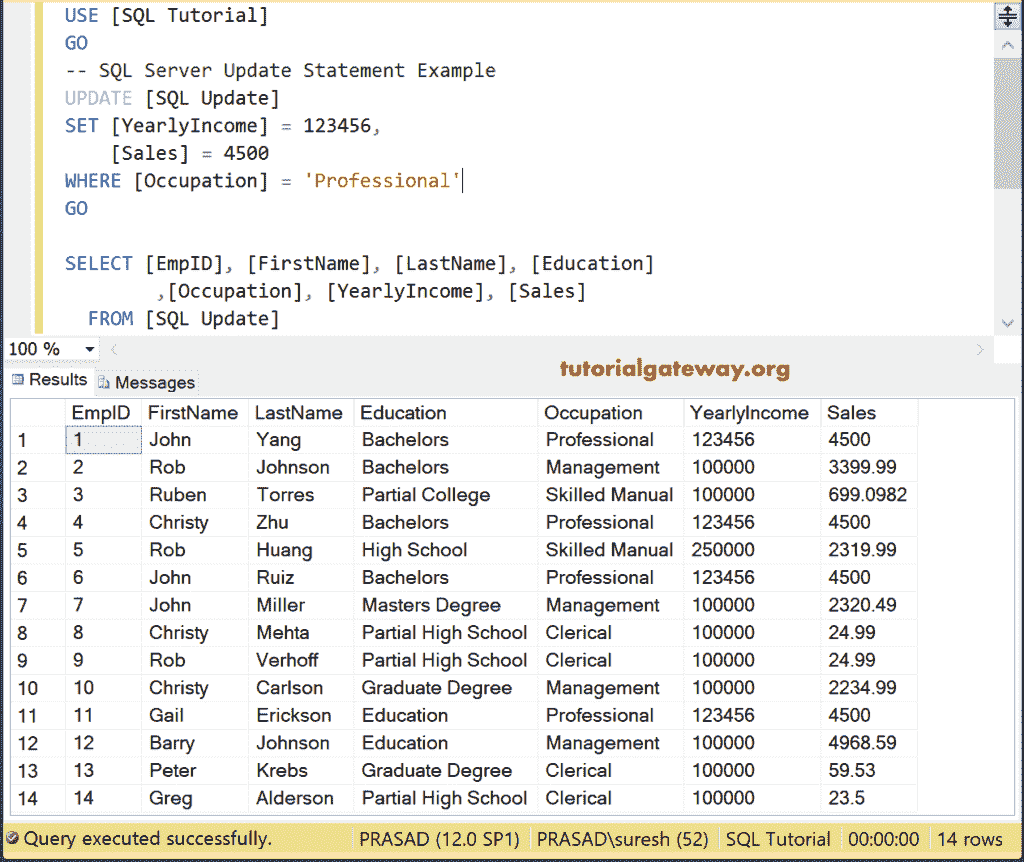 USE [SQL Tutorial]
GO
-- SQL Server Update Statement Example
UPDATE [SQL Update]
SET [YearlyIncome] = 123456,
[Sales] = 4500
WHERE [Occupation] = 'Professional'
GO
SELECT [EmpID], [FirstName], [LastName], [Education]
,[Occupation], [YearlyIncome], [Sales]
FROM [SQL Update]
100 %
tutorialgateway.org
Results Messages
EmpID FirstName LastName Education Occupation YearlyIncome Sales
1 1 John Yang Bachelors Professional 123456 4500
2 2 Rob Johnson Bachelors Management 100000 3399.99
3 3 Ruben Torres Partial College Skilled Manual 100000 699.0982
4 4 Christy Zhu Bachelors Professional 123456 4500
5 5 Rob Huang High School Skilled Manual 250000 2319.99
6 6 John Ruiz Bachelors Professional 123456 4500
7 7 John Miller Masters Degree Management 100000 2320.49
8 8 Christy Mehta Partial High School Clerical 100000 24.99
9 9 Rob Verhoff Partial High School Clerical 100000 24.99
10 10 Christy Carlson Graduate Degree Management 100000 2234.99
11 11 Gail Erickson Education Professional 123456 4500
12 12 Barry Johnson Education Management 100000 4968.59
13 13 Peter Krebs Graduate Degree Clerical 100000 59.53
14 14 Greg Alderson Partial High School Clerical 100000 23.5
Query executed successfully. PRASAD (12.0 SP1) PRASAD\suresh (52) SQL Tutorial 00:00:00 14 rows